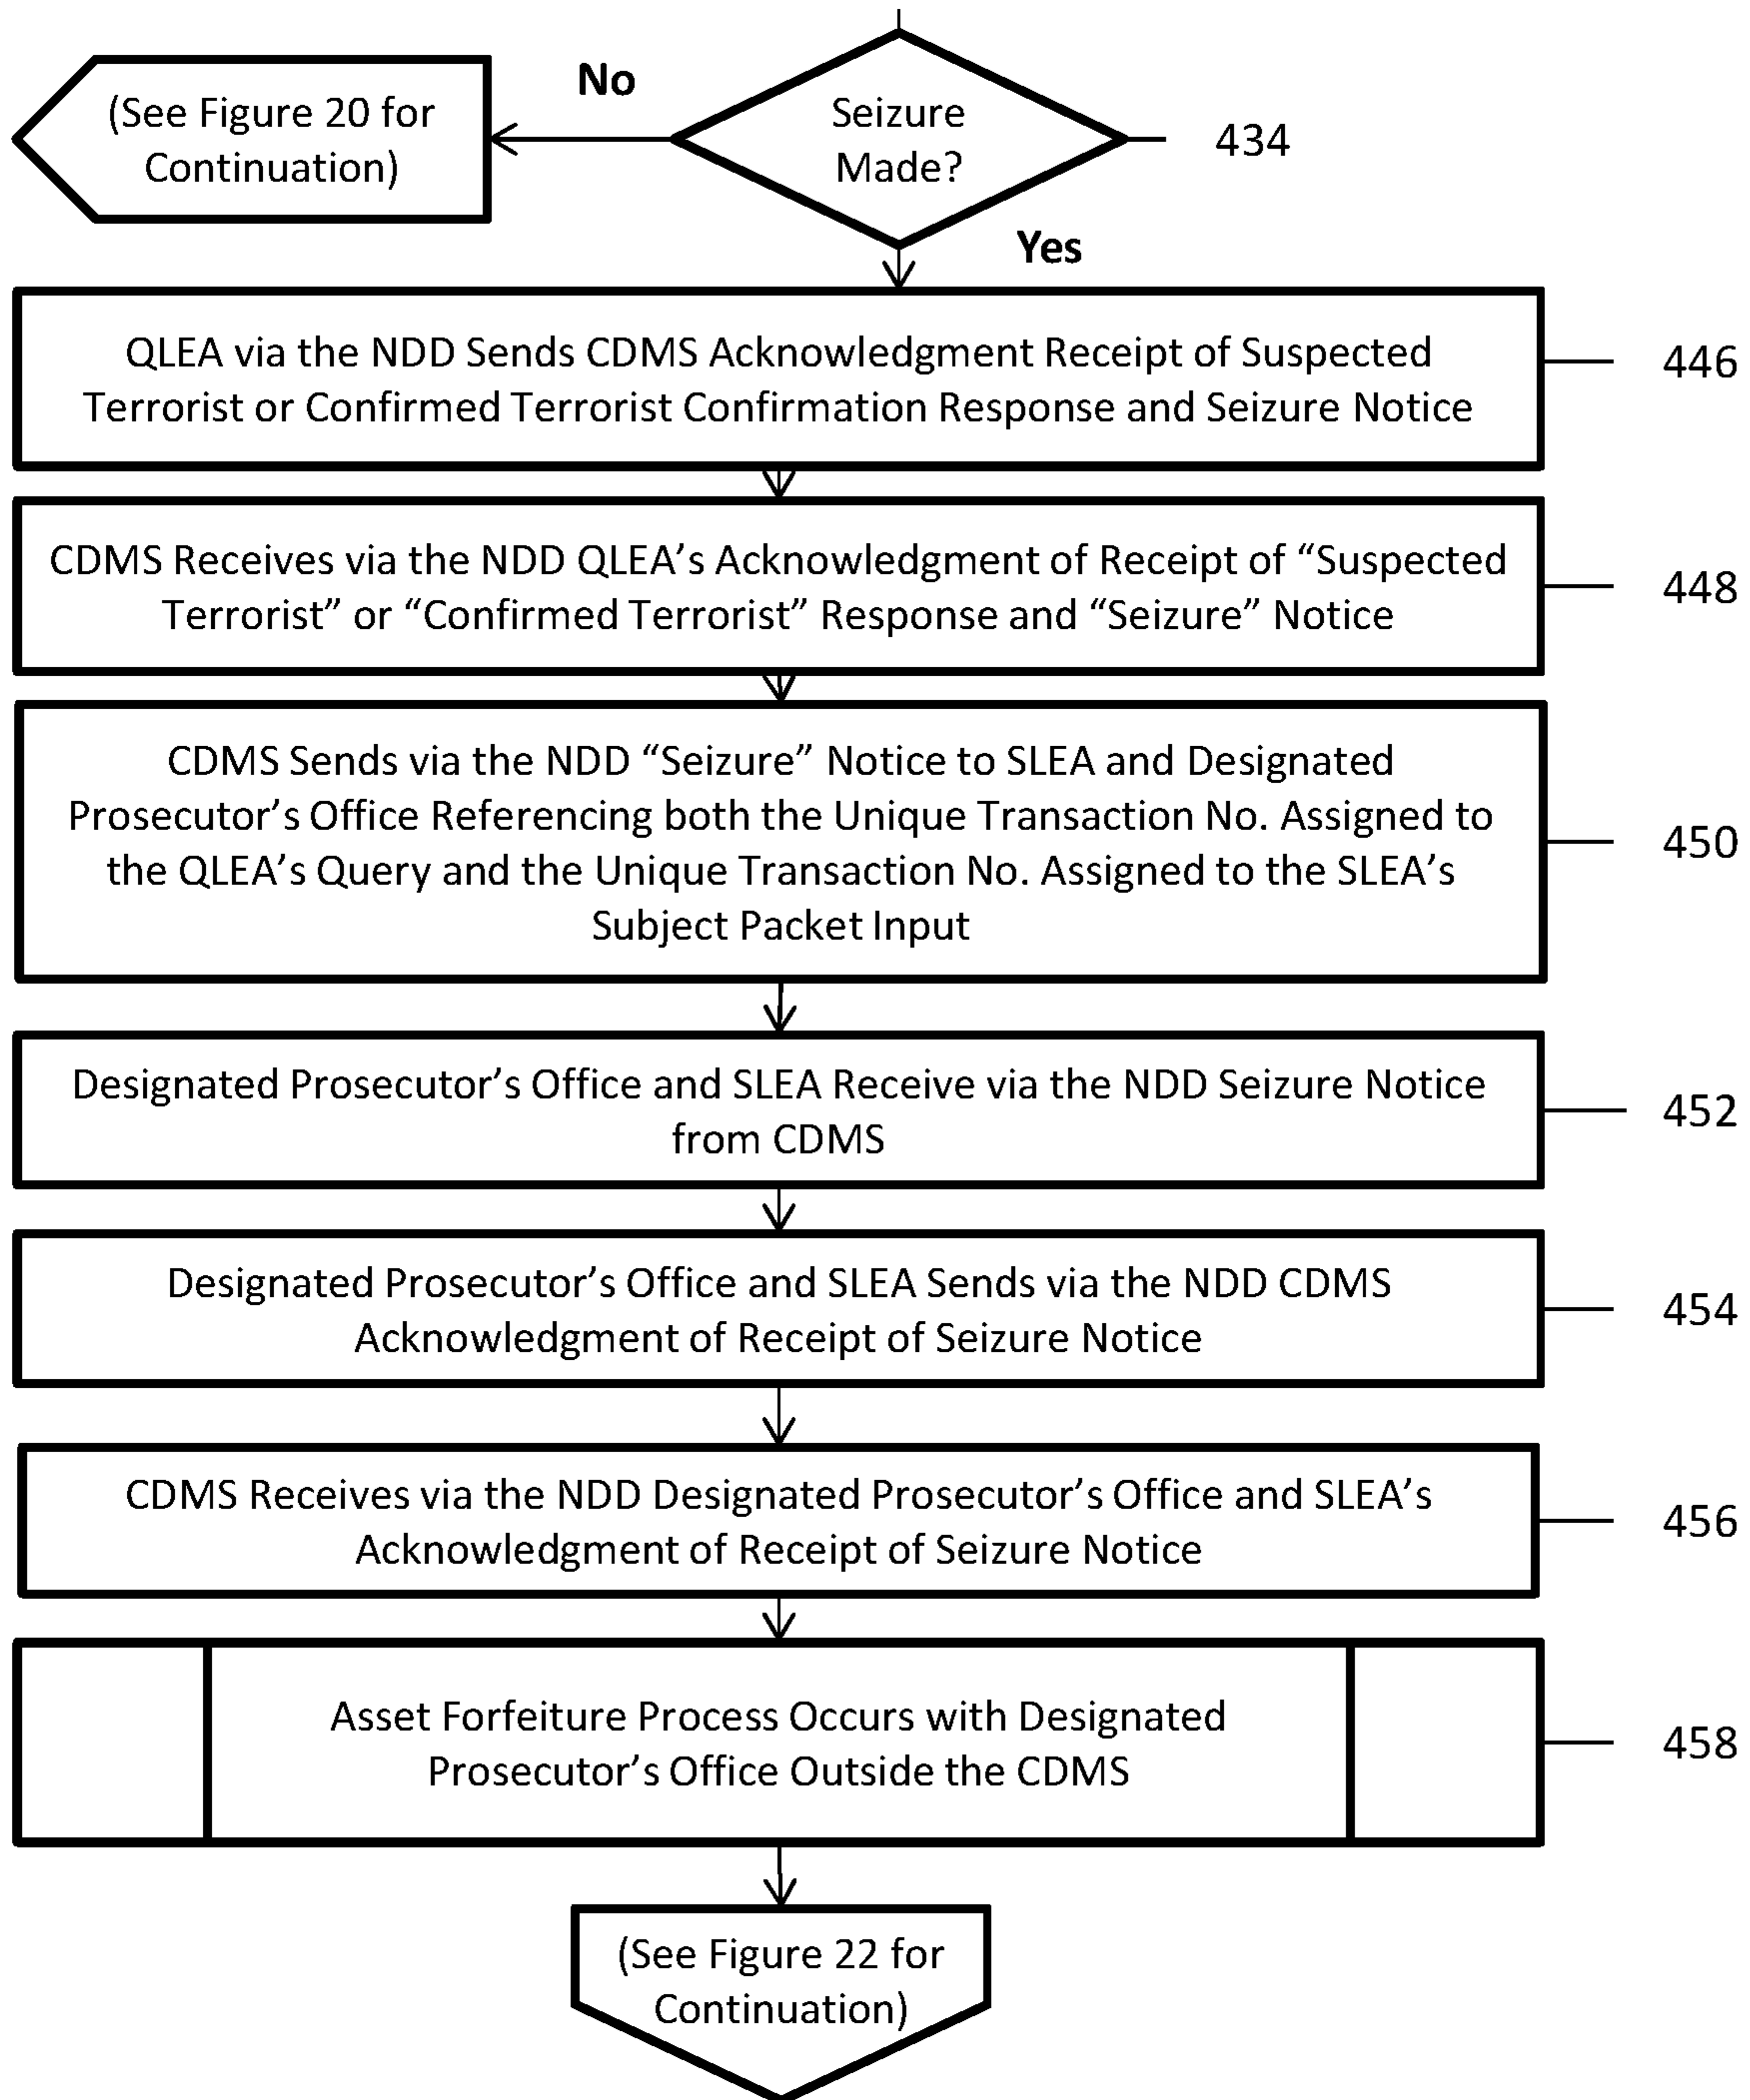 No
(See Figure 20 for
Continuation)
Seizure
Made?
434
Yes
QLEA via the NDD Sends CDMS Acknowledgment Receipt of Suspected
Terrorist or Confirmed Terrorist Confirmation Response and Seizure Notice
446
CDMS Receives via the NDD QLEA’s Acknowledgment of Receipt of “Suspected
Terrorist” or “Confirmed Terrorist” Response and “Seizure” Notice
448
CDMS Sends via the NDD “Seizure” Notice to SLEA and Designated
Prosecutor’s Office Referencing both the Unique Transaction No. Assigned to
the QLEA’s Query and the Unique Transaction No. Assigned to the SLEA’s
Subject Packet Input
450
Designated Prosecutor’s Office and SLEA Receive via the NDD Seizure Notice
from CDMS
452
Designated Prosecutor’s Office and SLEA Sends via the NDD CDMS
Acknowledgment of Receipt of Seizure Notice
454
CDMS Receives via the NDD Designated Prosecutor’s Office and SLEA’s
Acknowledgment of Receipt of Seizure Notice
456
Asset Forfeiture Process Occurs with Designated
Prosecutor’s Office Outside the CDMS
458
(See Figure 22 for
Continuation)